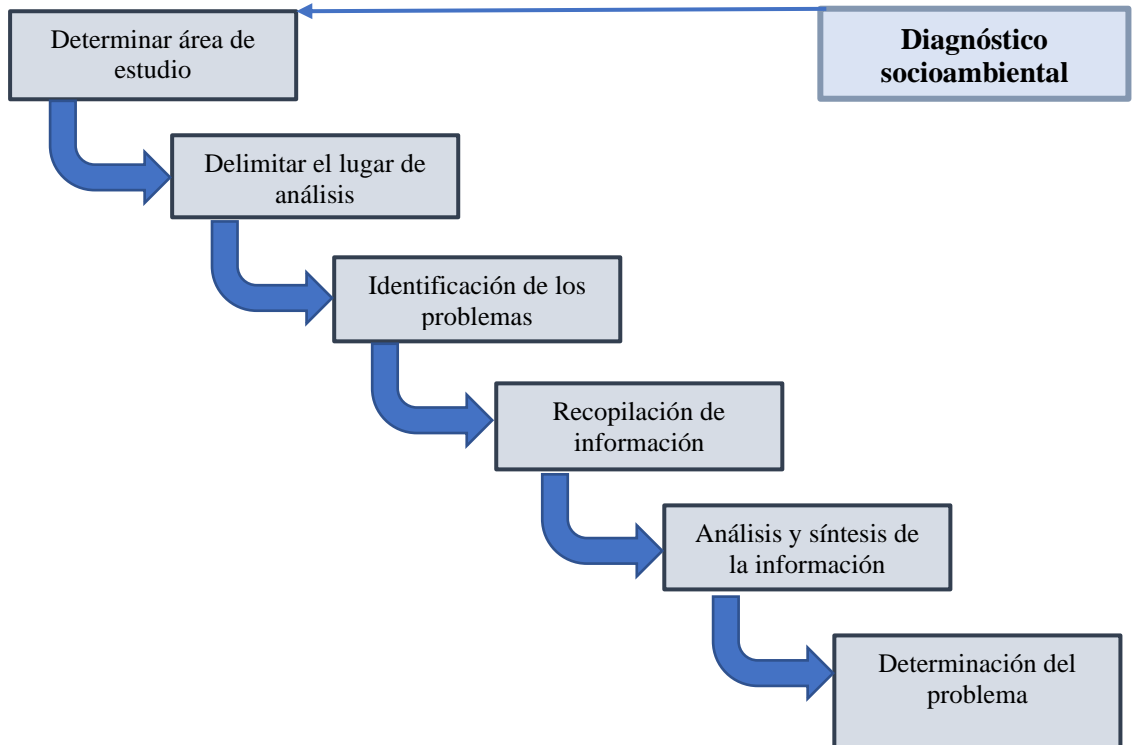 Determinar área de
estudio
Diagnóstico
socioambiental
Delimitar el lugar de
análisis
Identificación de los
problemas
Recopilación de
información
Análisis y síntesis de
la información
Determinación del
problema